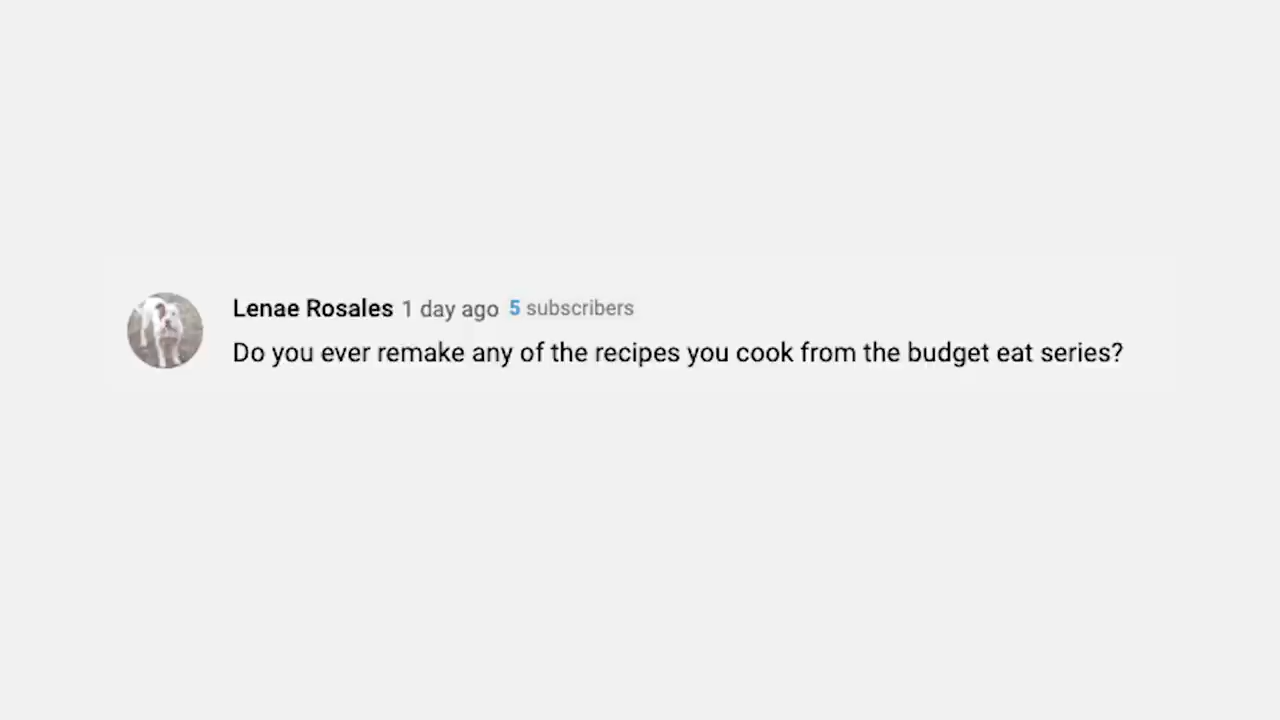 Lenae Rosales 1 day ago 5 subscribers
Do you ever remake any of the recipes you cook from the budget eat series?